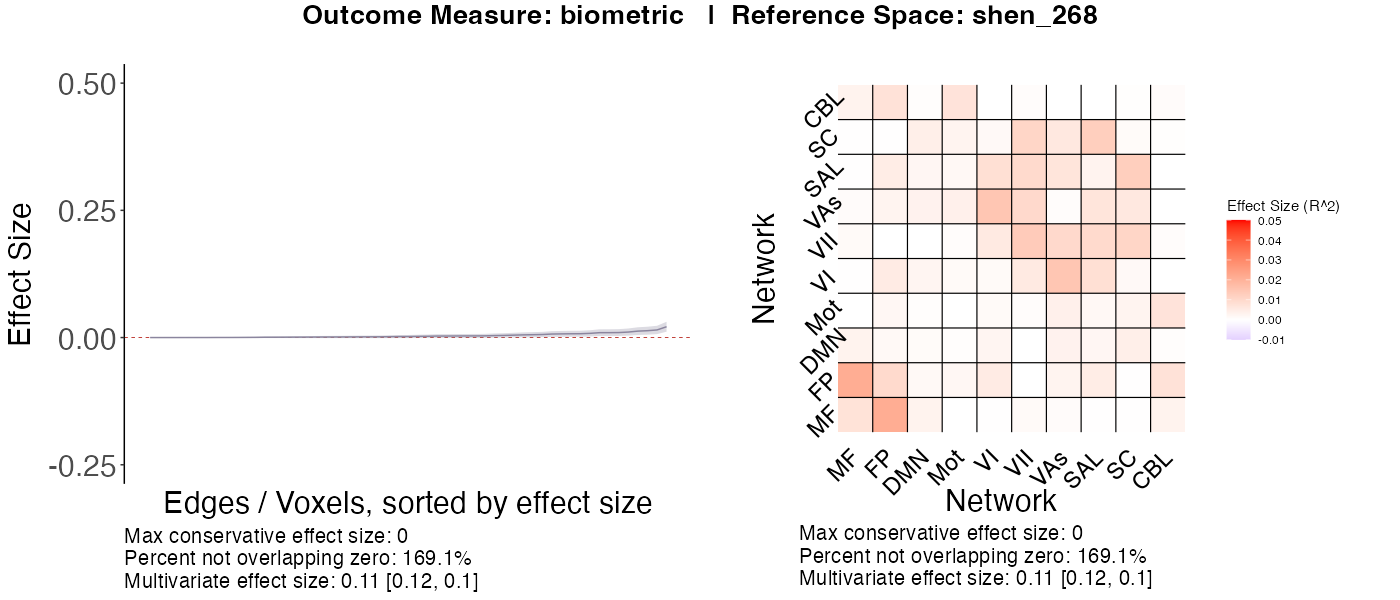 Outcome Measure: biometric | Reference Space: shen_268
0.50
0.25
0.00
-0.25
Effect Size
Edges / Voxels, sorted by effect size
Max conservative effect size: 0
Percent not overlapping zero: 169.1%
Multivariate effect size: 0.11 [0.12, 0.1]
Network
CBL
SC
SAL
VAs
VII
VI
Mot
DMN
FP
MF
MF FP DMN Mot VI VII VAs SAL SC CBL
Network
Max conservative effect size: 0
Percent not overlapping zero: 169.1%
Multivariate effect size: 0.11 [0.12, 0.1]
Effect Size (R^2)
0.05
0.04
0.03
0.02
0.01
0.00
-0.01